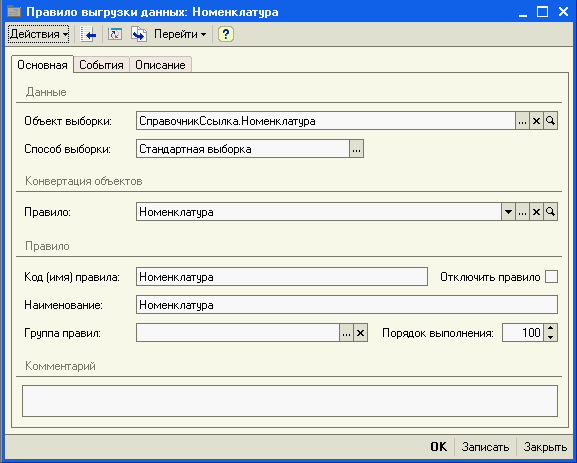 Правило выгрузки данных: Номенклатура
Действия Перейти ?
Основная События Описание
Данные
Объект выборки: СправочникСсылка.Номенклатура ...
Способ выборки: Стандартная выборка ...
Конвертация объектов
Правило: Номенклатура ...
Правило
Код (имя) правила: Номенклатура Отключить правило
Наименование: Номенклатура
Группа правил: ... Порядок выполнения: 100
Комментарий
OK Записать Закрыть